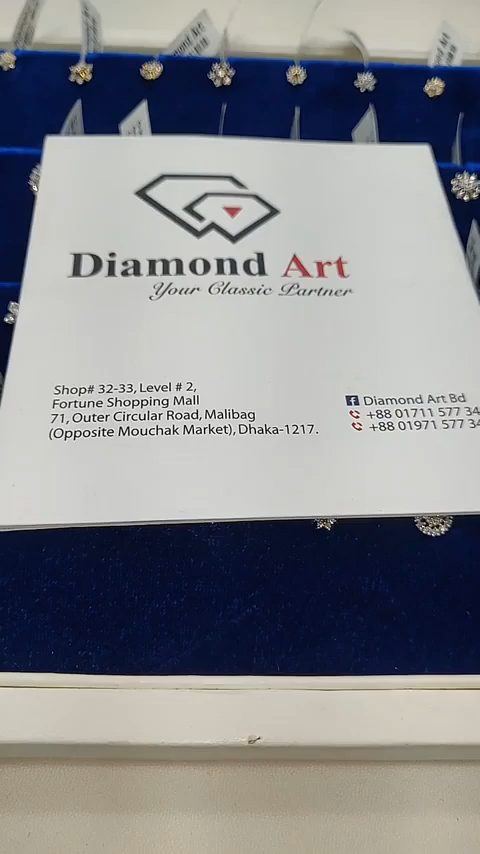 Diamond Art
Your Classic Partner
Shop# 32-33, Level # 2,
Fortune Shopping Mall
71, Outer Circular Road, Malibag
(Opposite Mouchak Market), Dhaka-1217.
Diamond Art Bd
+88 01711 577 34
+88 01971 577 34